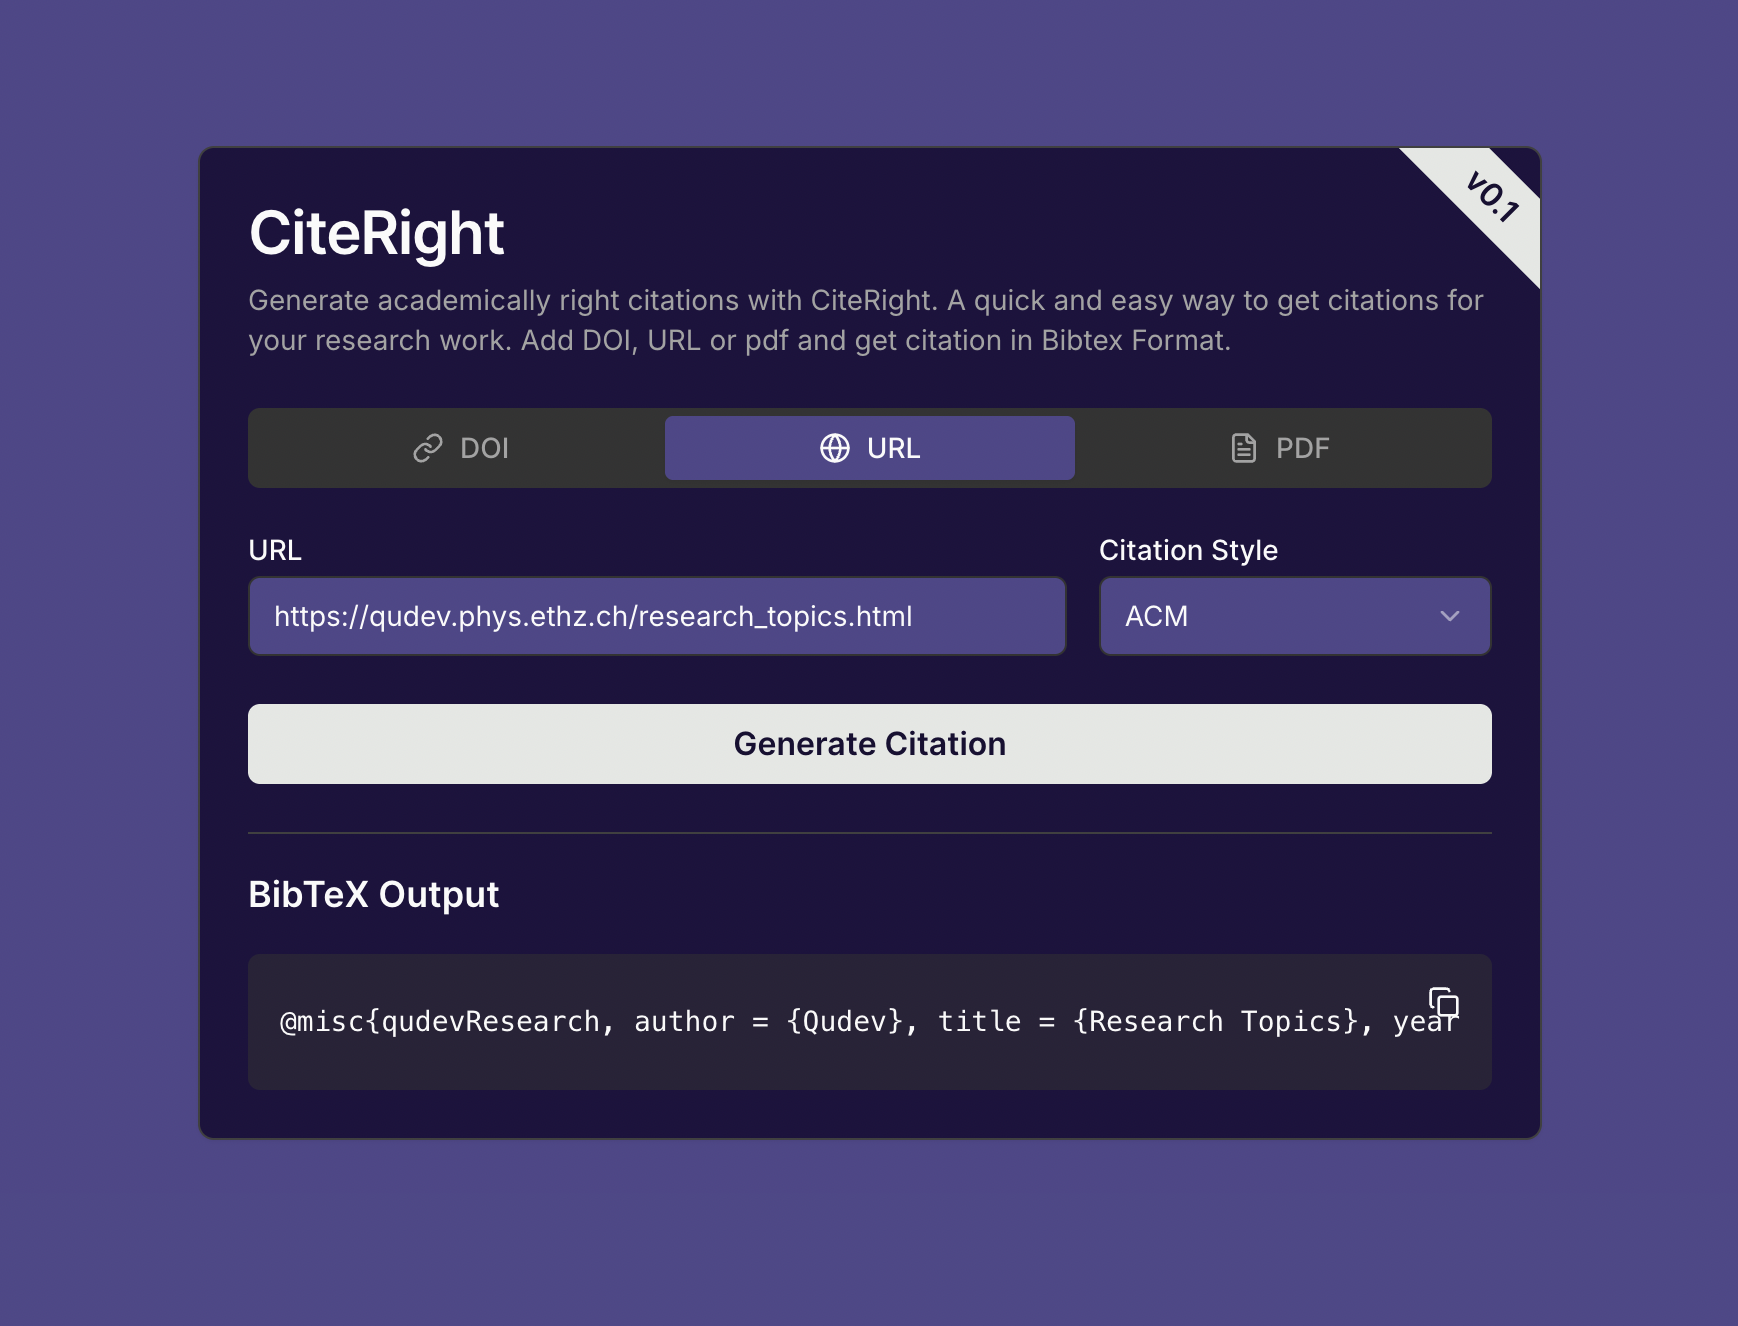 CiteRight
v0.1
Generate academically right citations with CiteRight. A quick and easy way to get citations for
your research work. Add DOI, URL or pdf and get citation in Bibtex Format.
DOI
URL
PDF
URL
Citation Style
https://qudev.phys.ethz.ch/research_topics.html
ACM
Generate Citation
BibTeX Output
@misc{qudevResearch, author = {Qudev}, title = {Research Topics}, year